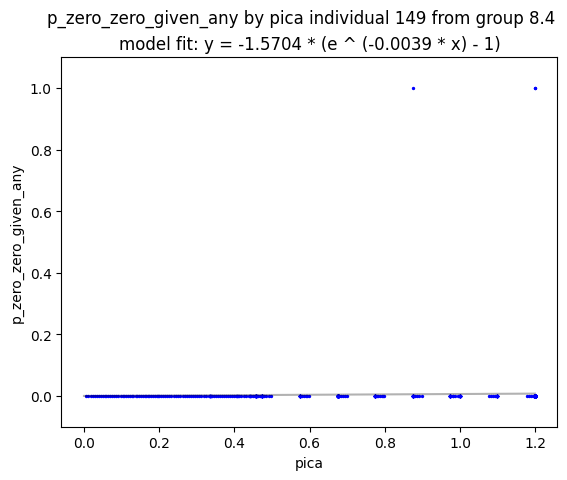 p_zero_zero_given_any by pica individual 149 from group 8.4
model fit: y = -1.5704 * (e ^ (-0.0039 * x) - 1)
p_zero_zero_given_any
1.0
0.8
0.6
0.4
0.2
0.0
0.0 0.2 0.4 0.6 0.8 1.0 1.2
pica